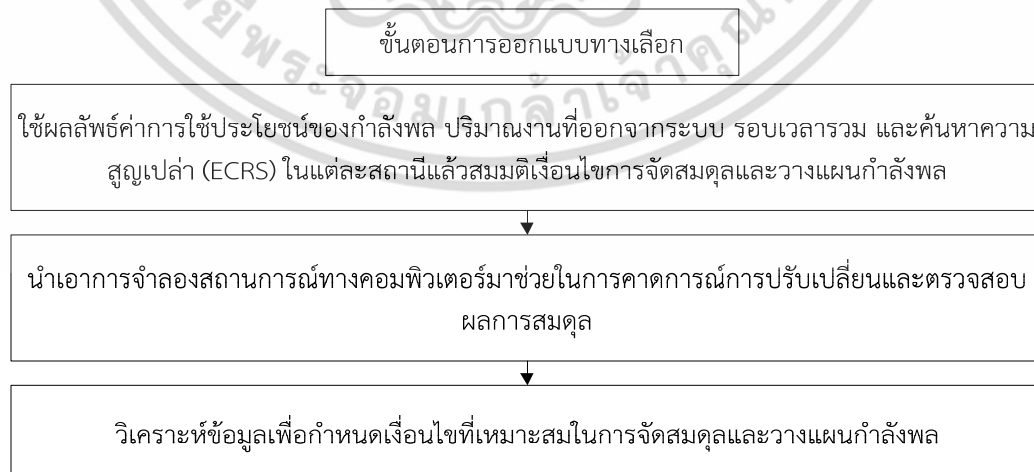 ขั้นตอนการออกแบบทางเลือก
ใช้ผลลัพธ์ค่าการใช้ประโยชน์ของกำลังพล ปริมาณงานที่ออกจากระบบ รอบเวลารวม และค้นหาความ
สูญเปล่า (ECRS) ในแต่ละสถานีแล้วสมมติเงื่อนไขการจัดสมดุลและวางแผนกำลังพล
นำเอาการจำลองสถานการณ์ทางคอมพิวเตอร์มาช่วยในการคาดการณ์การปรับเปลี่ยนและตรวจสอบ
ผลการสมดุล
วิเคราะห์ข้อมูลเพื่อกำหนดเงื่อนไขที่เหมาะสมในการจัดสมดุลและวางแผนกำลังพล